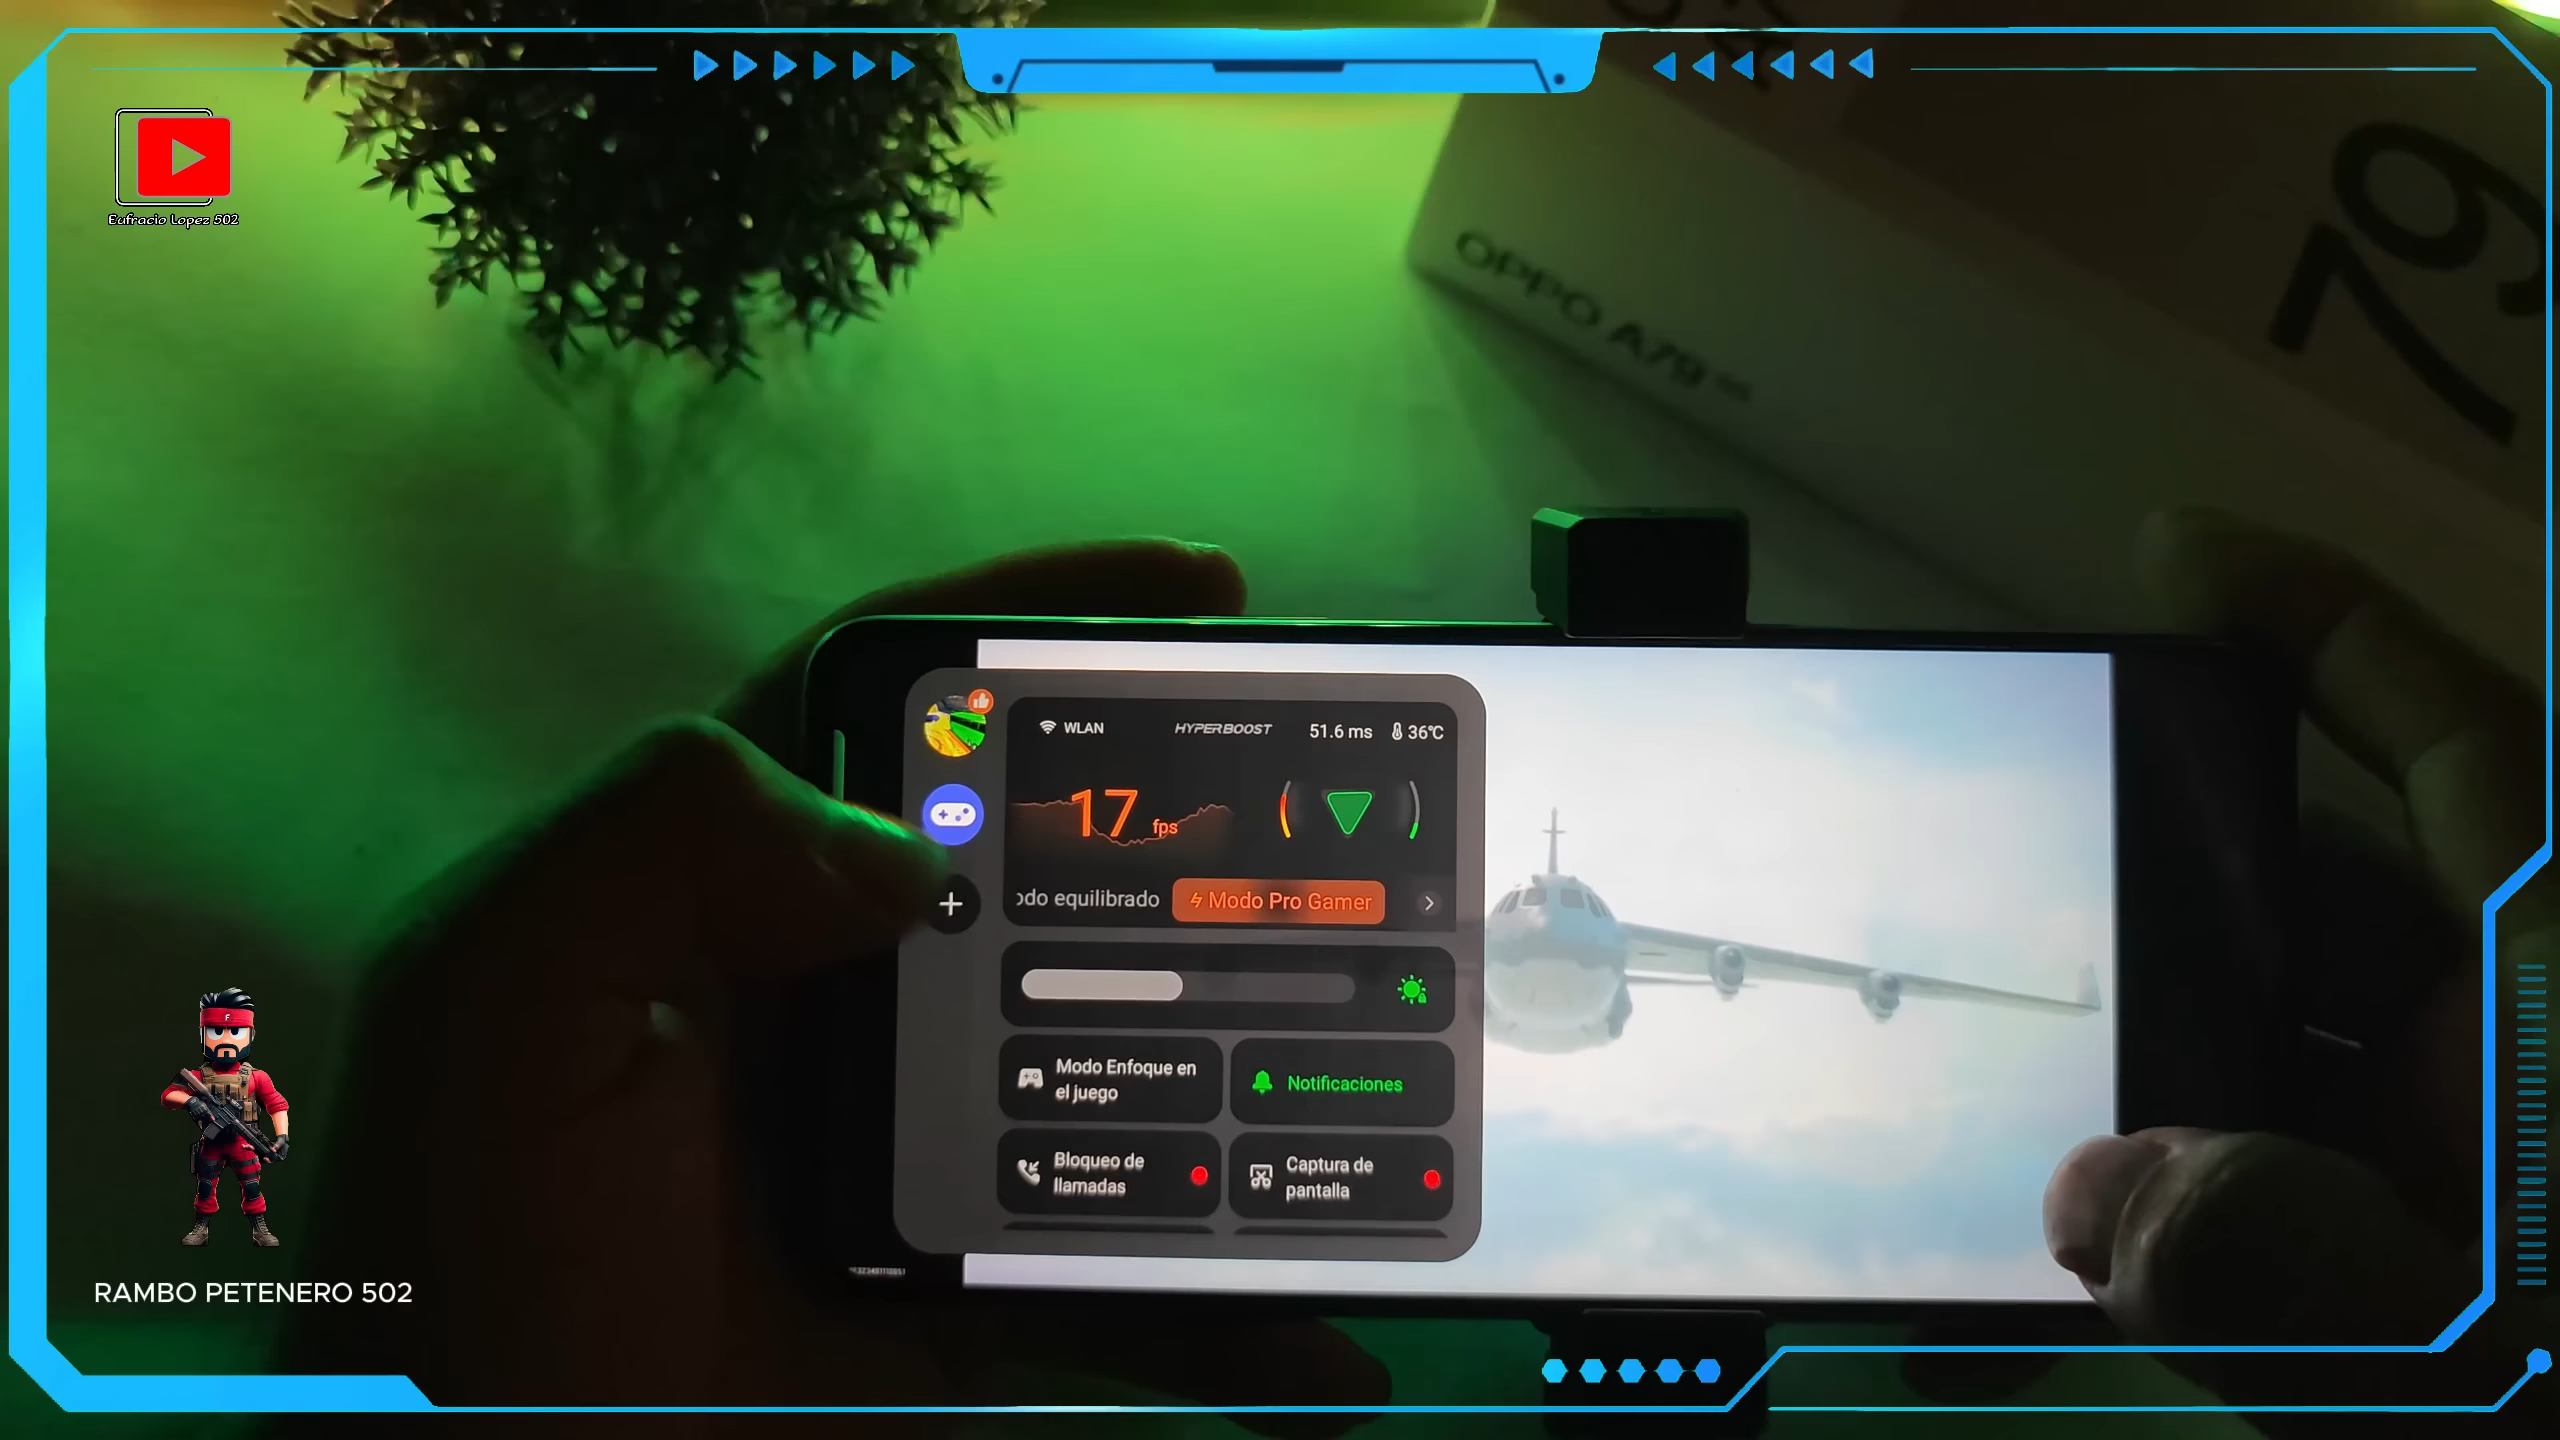 Eufracio Lopez 502
OPPO A79
79
WLAN
HYPERBOOST
51.6 ms
36°C
17 fps
odo equilibrado
Modo Pro Gamer
Modo Enfoque en
el juego
Notificaciones
Bloqueo de
llamadas
Captura de
pantalla
F
RAMBO PETENERO 502